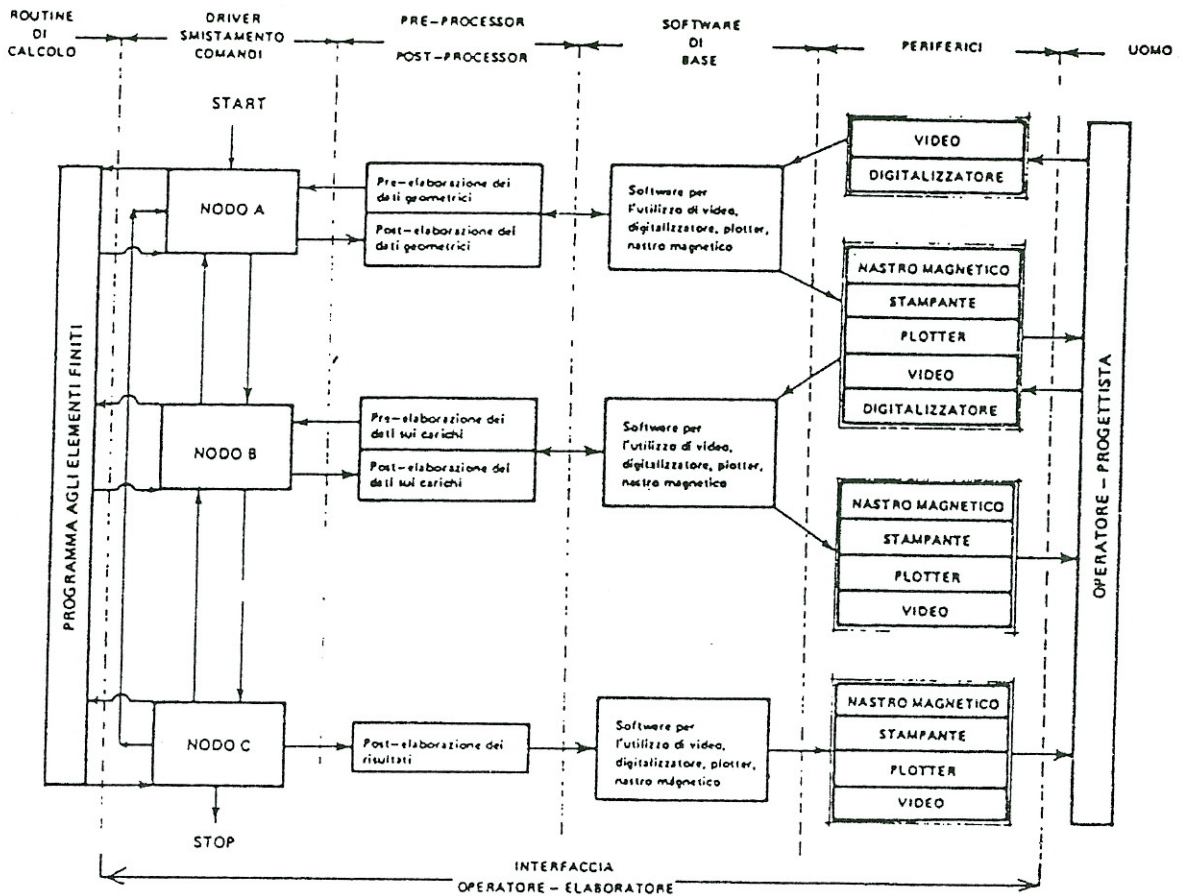 ROUTINE
DI
CALCOLO
DRIVER
SMISTAMENTO
COMANDI
PRE-PROCESSOR
POST-PROCESSOR
SOFTWARE
DI
BASE
PERIFERICI
UOMO
START
PROGRAMMA AGLI ELEMENTI FINITI
NODO A
Pre-elaborazione dei
dati geometrici
Post-elaborazione dei
dati geometrici
Software per
l'utilizzo di video,
digitalizzatore, plotter,
nastro magnetico
VIDEO
DIGITALIZZATORE
NASTRO MAGNETICO
STAMPANTE
PLOTTER
VIDEO
DIGITALIZZATORE
OPERATORE-PROGETTISTA
NODO B
Pre-elaborazione dei
dati sui carichi
Post-elaborazione dei
dati sui carichi
Software per
l'utilizzo di video,
digitalizzatore, plotter,
nastro magnetico
NASTRO MAGNETICO
STAMPANTE
PLOTTER
VIDEO
NODO C
Post-elaborazione dei
risultati
Software per
l'utilizzo di video,
digitalizzatore, plotter,
nastro magnetico
NASTRO MAGNETICO
STAMPANTE
PLOTTER
VIDEO
STOP
INTERFACCIA
OPERATORE-ELABORATORE